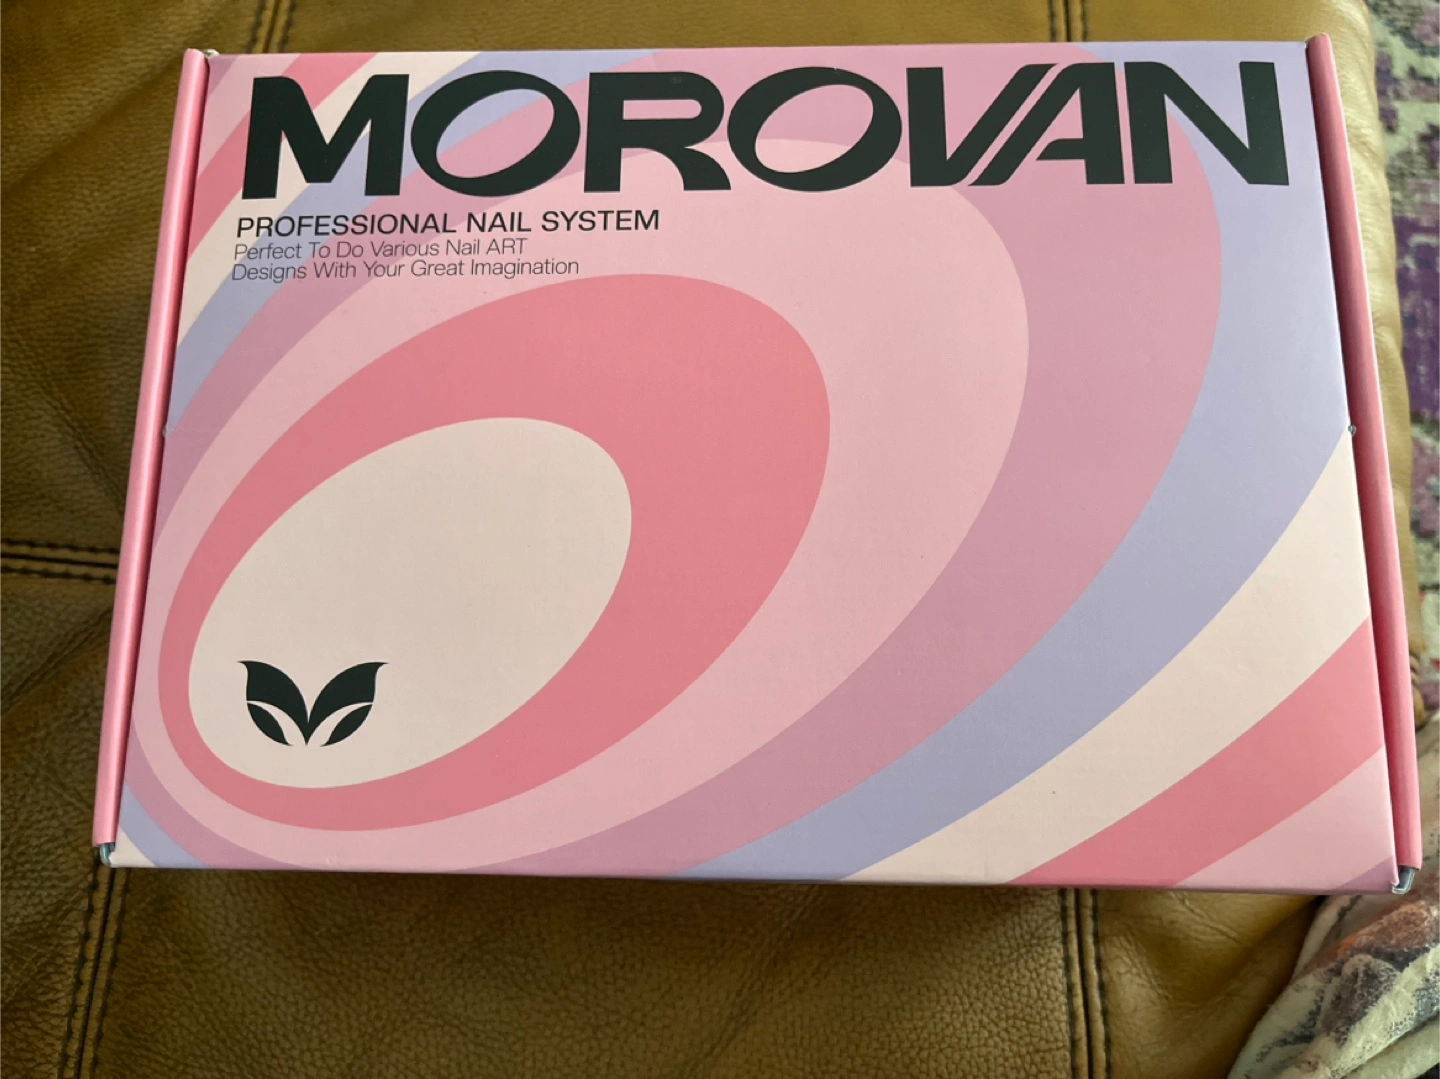 MOROVAN
PROFESSIONAL NAIL SYSTEM
Perfect To Do Various Nail ART
Designs With Your Great Imagination